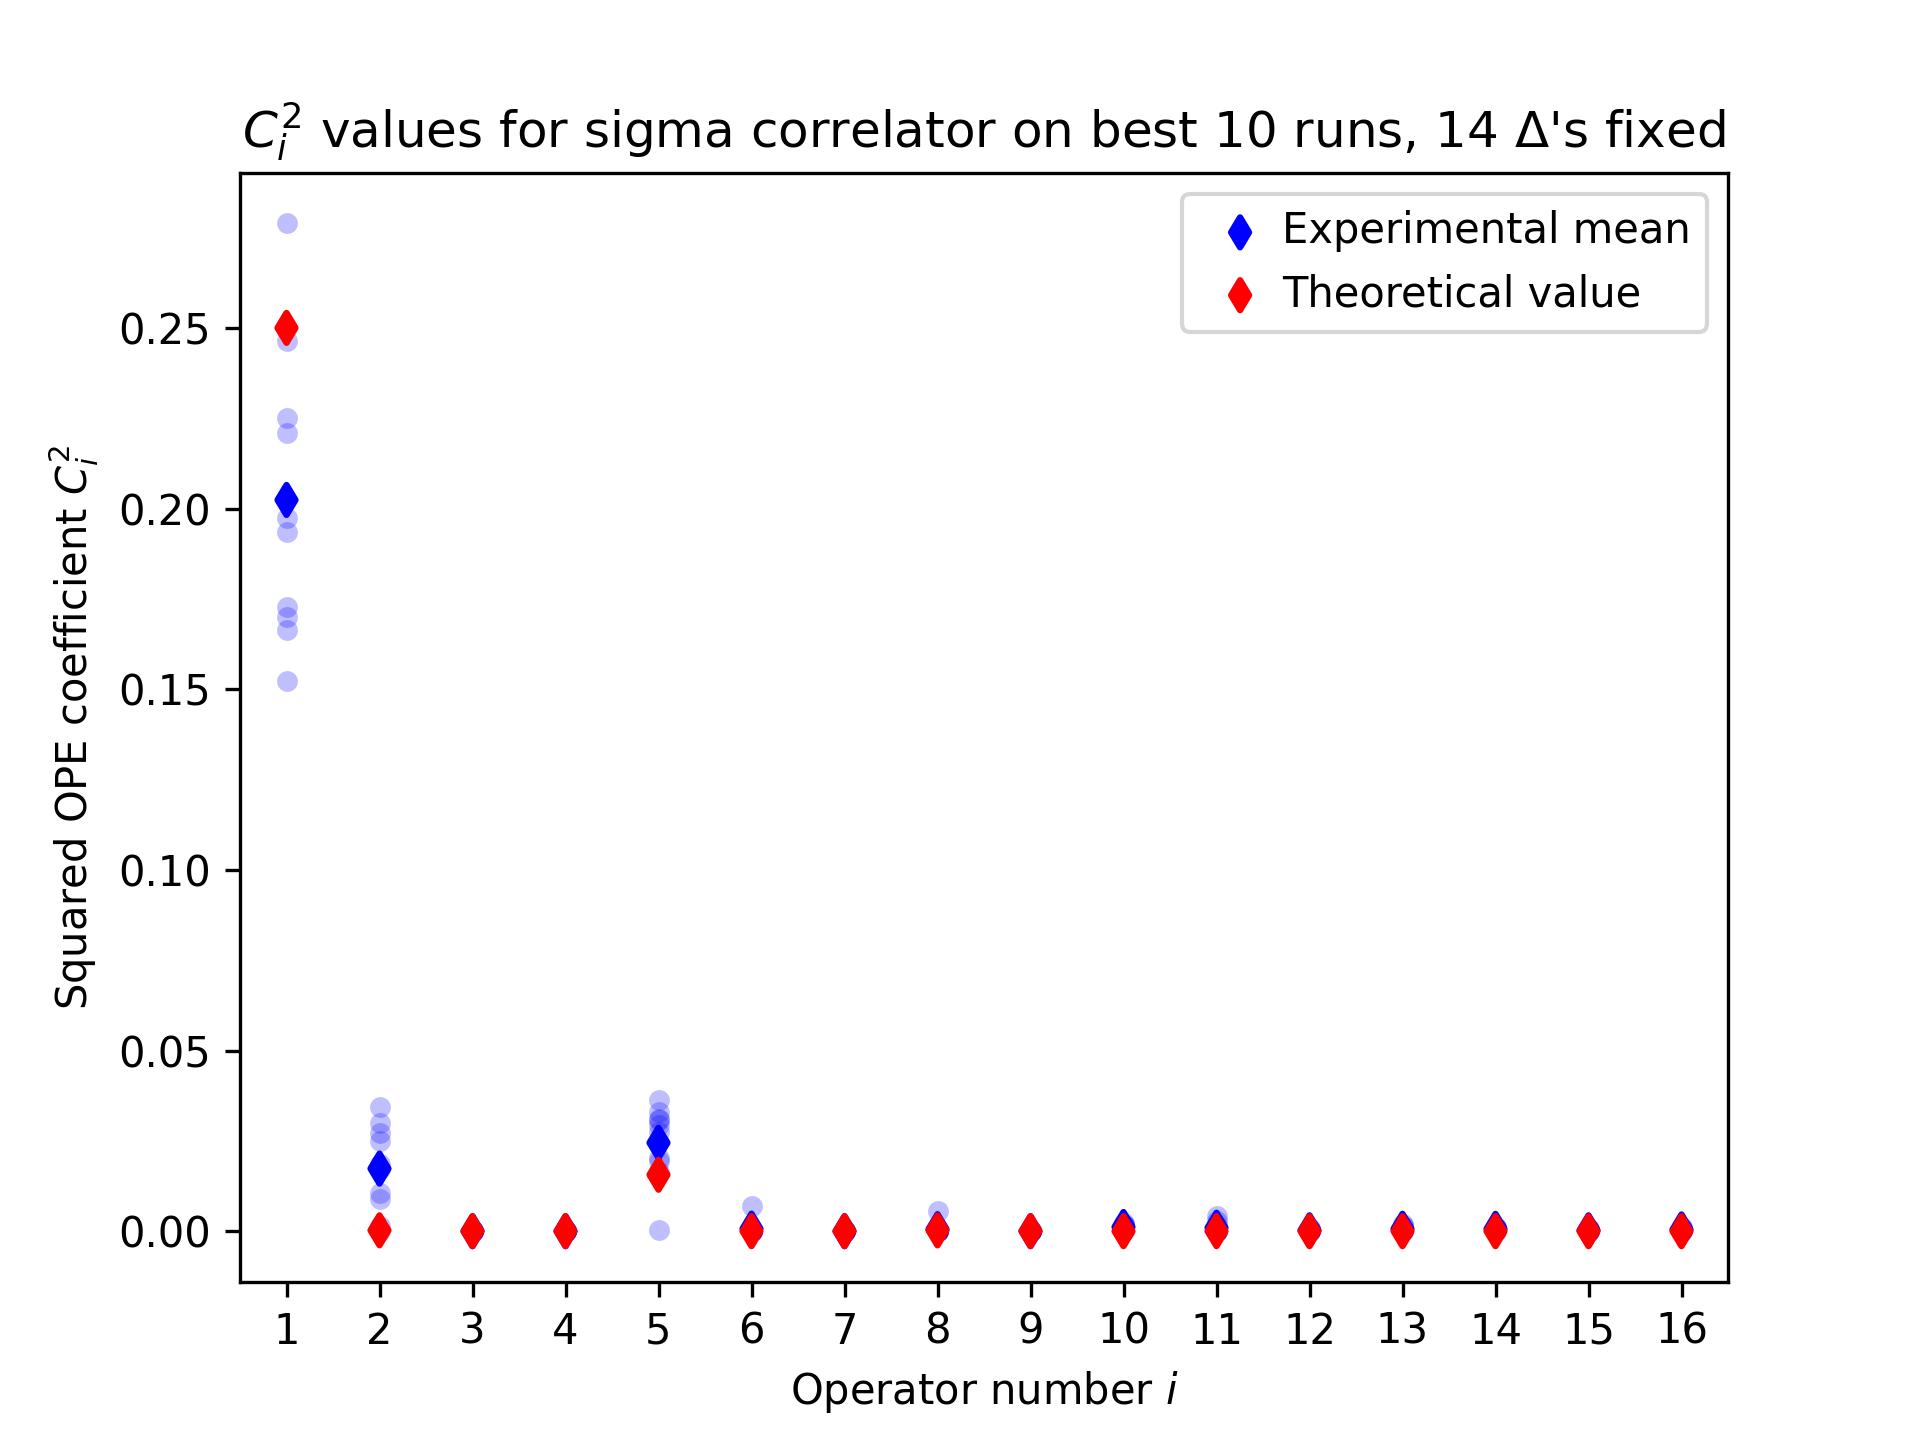 $C_i^2$ values for sigma correlator on best 10 runs, 14 Δ's fixed
Experimental mean
Theoretical value
Squared OPE coefficient $C_i^2$
0.25
0.20
0.15
0.10
0.05
0.00
1 2 3 4 5 6 7 8 9 10 11 12 13 14 15 16
Operator number i